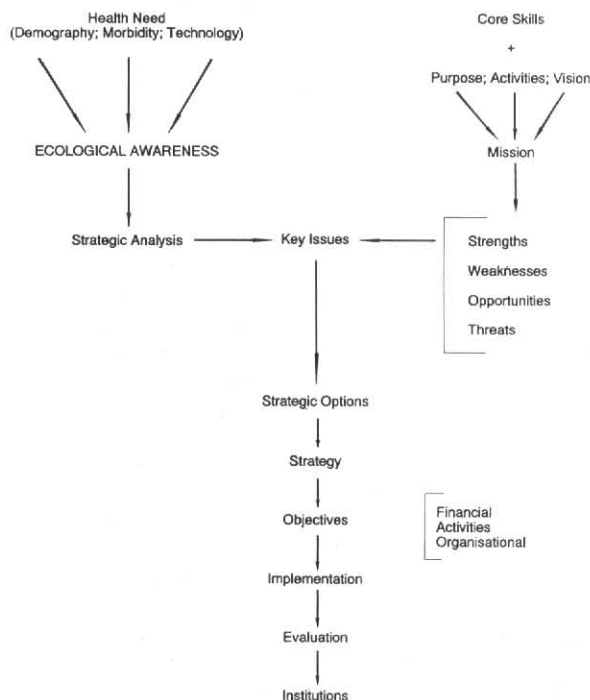 Health Need
(Demography; Morbidity; Technology)
Core Skills
+
Purpose; Activities; Vision
ECOLOGICAL AWARENESS
Mission
Strategic Analysis
Key Issues
Strengths
Weaknesses
Opportunities
Threats
Strategic Options
Strategy
Objectives
Financial
Activities
Organisational
Implementation
Evaluation
Institutions